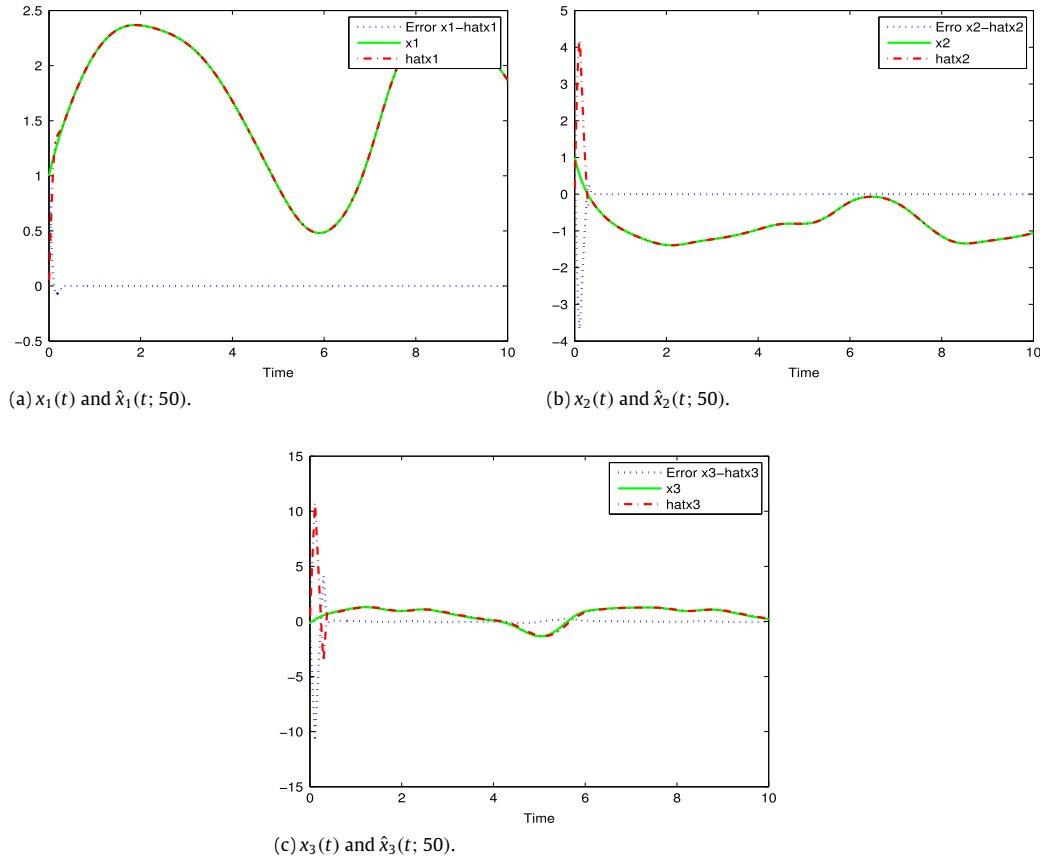 2.5
2
1.5
1
0.5
0
−0.5
0 2 4 6 8 10
Time
Error x1−hatx1
x1
hatx1
(a) x₁(t) and x̂₁(t; 50).
5
4
3
2
1
0
−1
−2
−3
−4
0 2 4 6 8 10
Time
Erro x2−hatx2
x2
hatx2
(b) x₂(t) and x̂₂(t; 50).
15
10
5
0
−5
−10
−15
0 2 4 6 8 10
Time
Error x3−hatx3
x3
hatx3
(c) x₃(t) and x̂₃(t; 50).